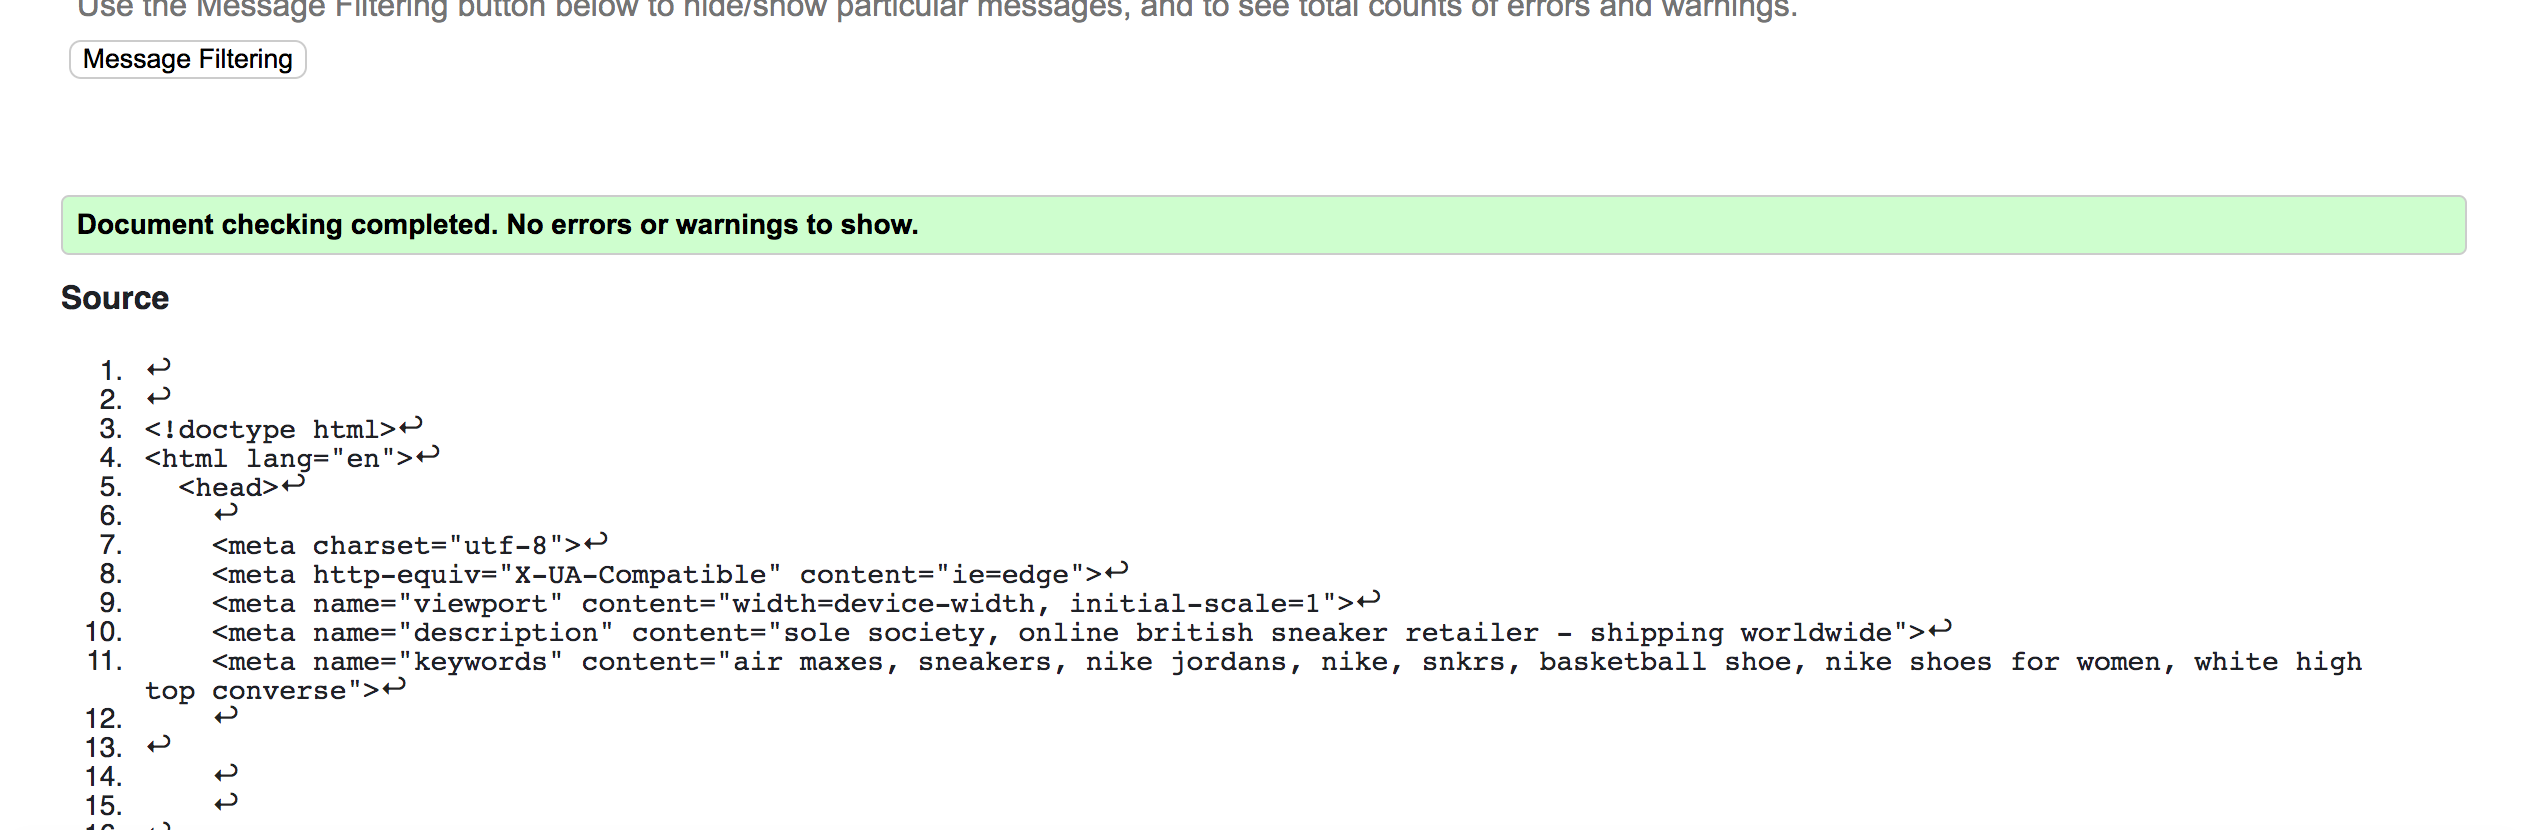 Use the Message Filtering button below to hide/show particular messages, and to see total counts of errors and warnings.
Message Filtering
Document checking completed. No errors or warnings to show.
Source
1. ↩
2. ↩
3. <!doctype html>↩
4. <html lang="en">↩
5. <head>↩
6. ↩
7. <meta charset="utf-8">↩
8. <meta http-equiv="X-UA-Compatible" content="ie=edge">↩
9. <meta name="viewport" content="width=device-width, initial-scale=1">↩
10. <meta name="description" content="sole society, online british sneaker retailer - shipping worldwide">↩
11. <meta name="keywords" content="air maxes, sneakers, nike jordans, nike, snkrs, basketball shoe, nike shoes for women, white high
top converse">↩
12. ↩
13. ↩
14. ↩
15. ↩